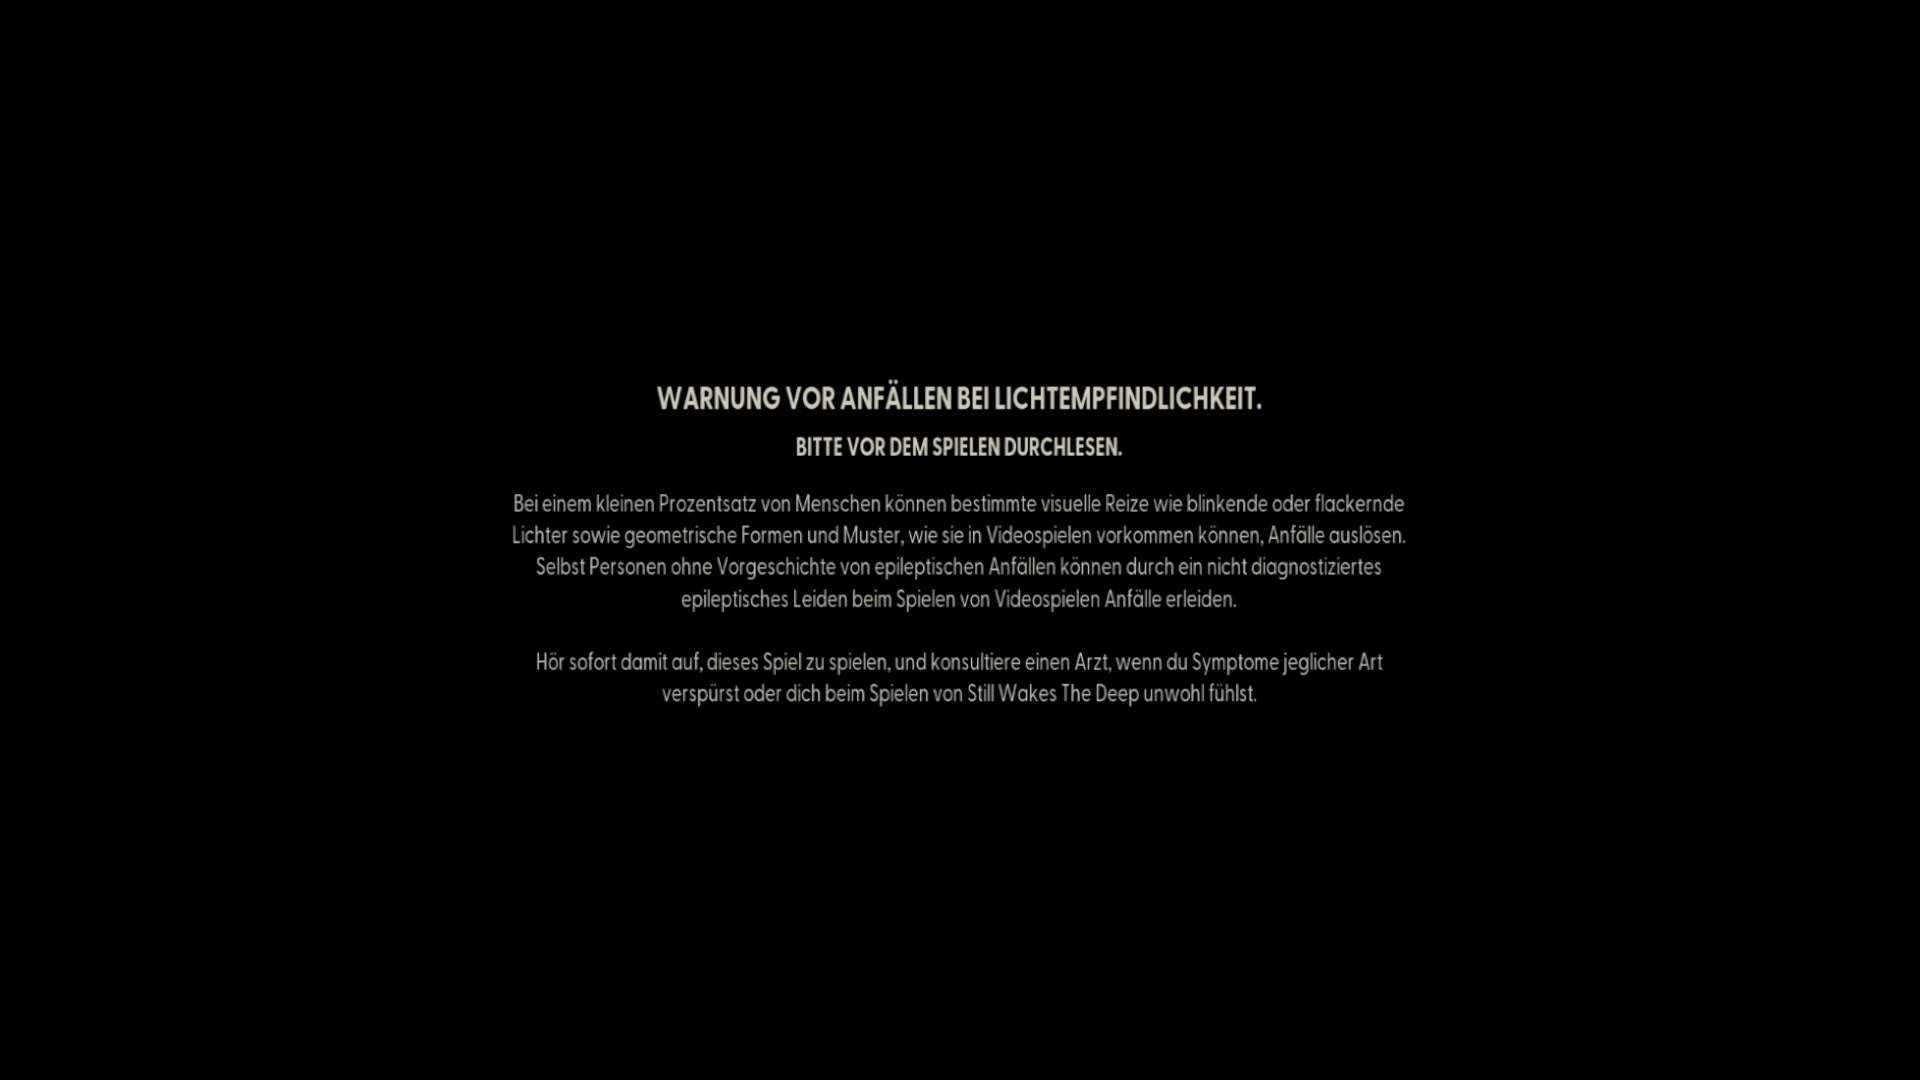 WARNUNG VOR ANFÄLLEN BEI LICHTEMPFINDLICHKEIT.
BITTE VOR DEM SPIELEN DURCHLESEN.
Bei einem kleinen Prozentsatz von Menschen können bestimmte visuelle Reize wie blinkende oder flackernde
Lichter sowie geometrische Formen und Muster, wie sie in Videospielen vorkommen können, Anfälle auslösen.
Selbst Personen ohne Vorgeschichte von epileptischen Anfällen können durch ein nicht diagnostiziertes
epileptisches Leiden beim Spielen von Videospielen Anfälle erleiden.
Hör sofort damit auf, dieses Spiel zu spielen, und konsultiere einen Arzt, wenn du Symptome jeglicher Art
verspürst oder dich beim Spielen von Still Wakes The Deep unwohl fühlst.